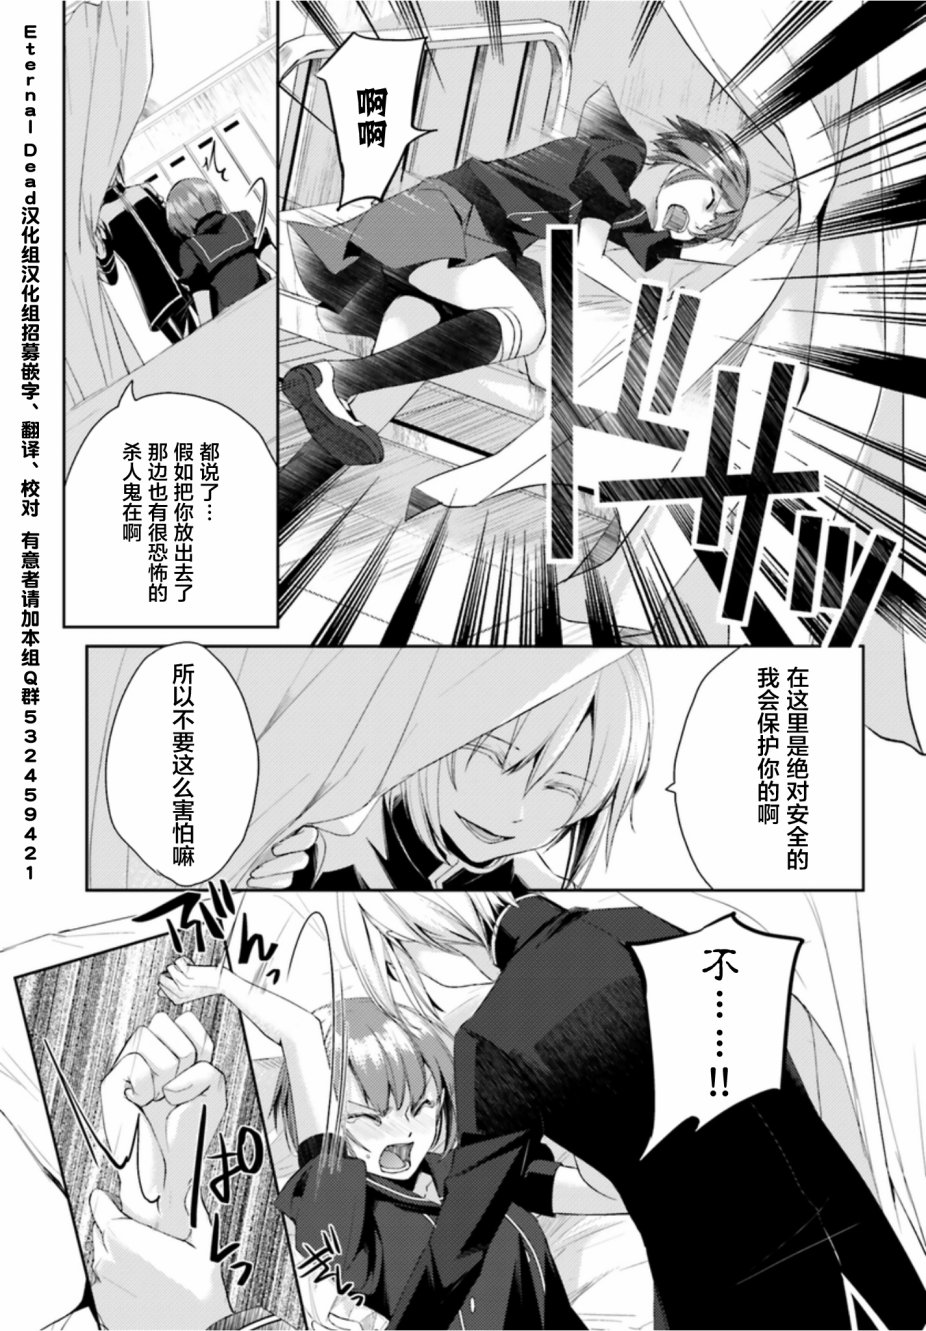 啊啊
ドサドサッ
都说了…
假如把你放出去了
那边也有很恐怖的
杀人鬼在啊
在这里是绝对安全的
我会保护你的啊
所以不要这么害怕嘛
不……!!
ぶんっ
ぱしっ
Eternal Dead汉化组汉化组招募嵌字、翻译、校对 有意者请加本组Q群532459421